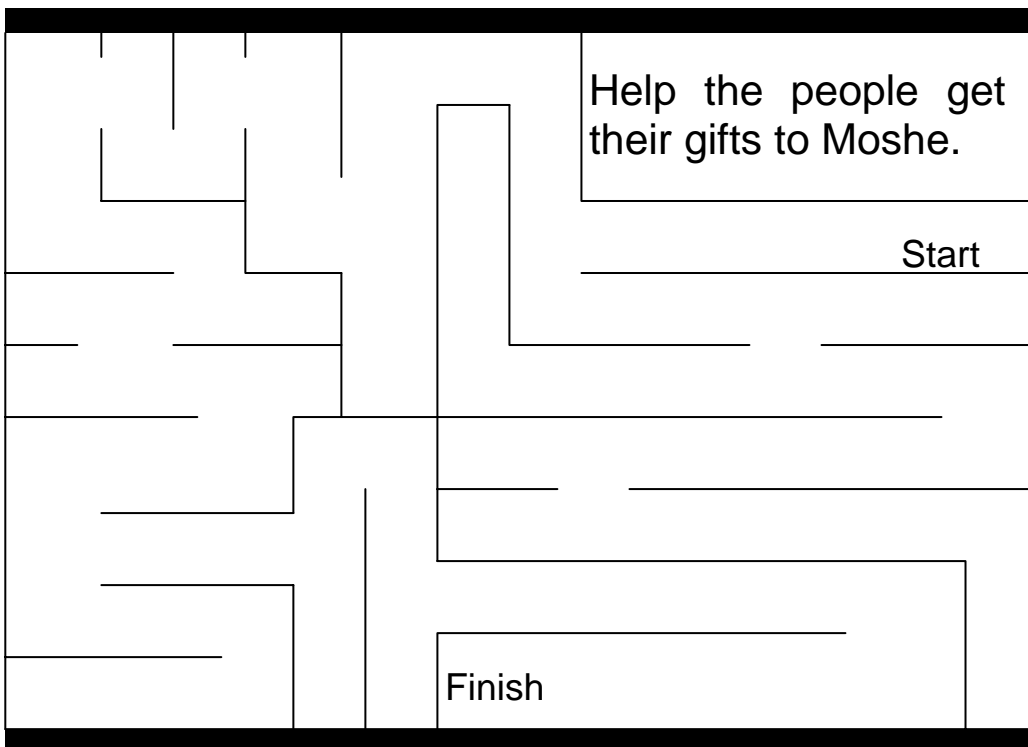 Help the people get
their gifts to Moshe.
Start
Finish